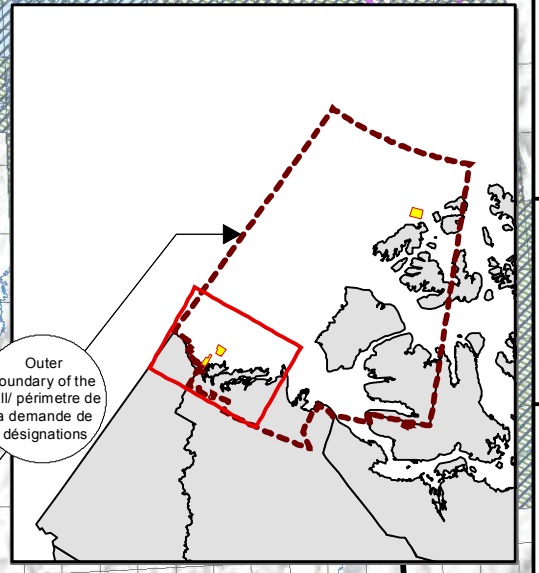 Outer
oundary of the
ll/ périmetre de
a demande de
désignations